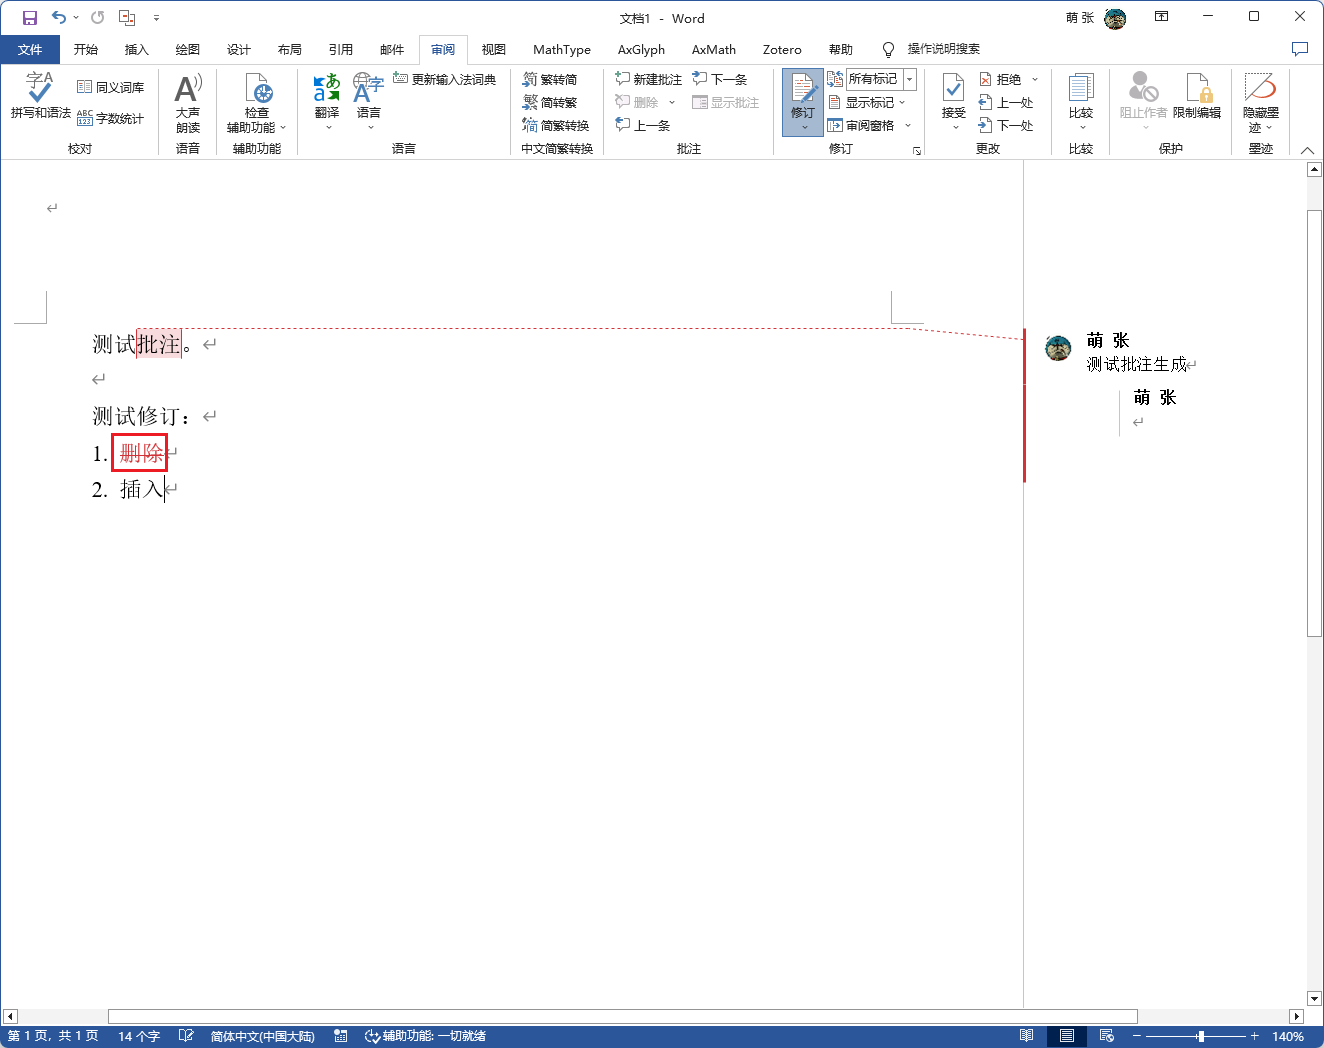 文档1 - Word
萌 张
文件 开始 插入 绘图 设计 布局 引用 邮件 审阅 视图 MathType AxGlyph AxMath Zotero 帮助 操作说明搜索
字A
拼写和语法
同义词库
ABC
123
字数统计
校对
A
大声
朗读
语音
检查
辅助功能
辅助功能
aあ
翻译
字A
语言
更新输入法词典
语言
简 繁转简
繁 简转繁
简 简繁转换
中文简繁转换
新建批注
删除
上一条
下一条
显示批注
批注
修订
所有标记
显示标记
审阅窗格
修订
接受
拒绝
上一处
下一处
更改
比较
比较
阻止作者
限制编辑
保护
隐藏墨
迹
墨迹
测试批注。
测试修订：
1. 删除
2. 插入
萌 张
测试批注生成
萌 张
第 1 页，共 1 页 14 个字 简体中文(中国大陆) 辅助功能: 一切就绪 140%